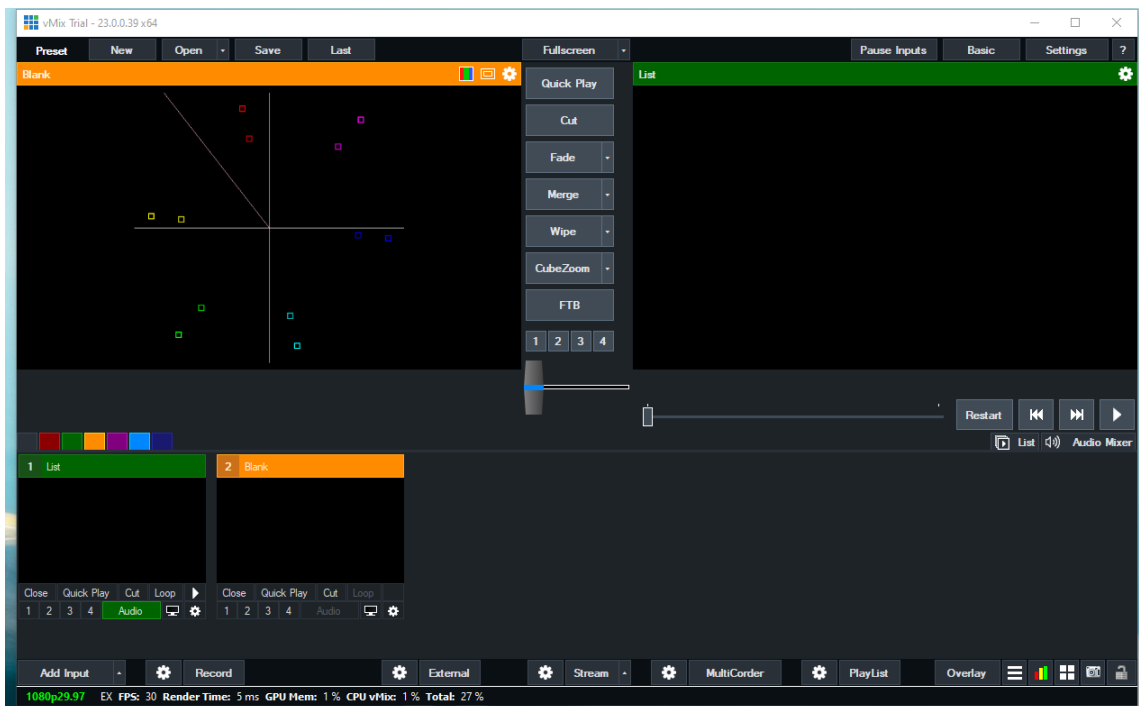 vMix Trial - 23.0.0.39 x64
Preset New Open Save Last Fullscreen Pause Inputs Basic Settings ?
Blank
List
Quick Play
Cut
Fade
Merge
Wipe
CubeZoom
FTB
1 2 3 4
Restart
List Audio Mixer
1 List
2 Blank
Close Quick Play Cut Loop
1 2 3 4 Audio
Close Quick Play Cut Loop
1 2 3 4 Audio
Add Input Record External Stream MultiCorder PlayList Overlay
1080p29.97 EX FPS: 30 Render Time: 5 ms GPU Mem: 1 % CPU vMix: 1 % Total: 27 %